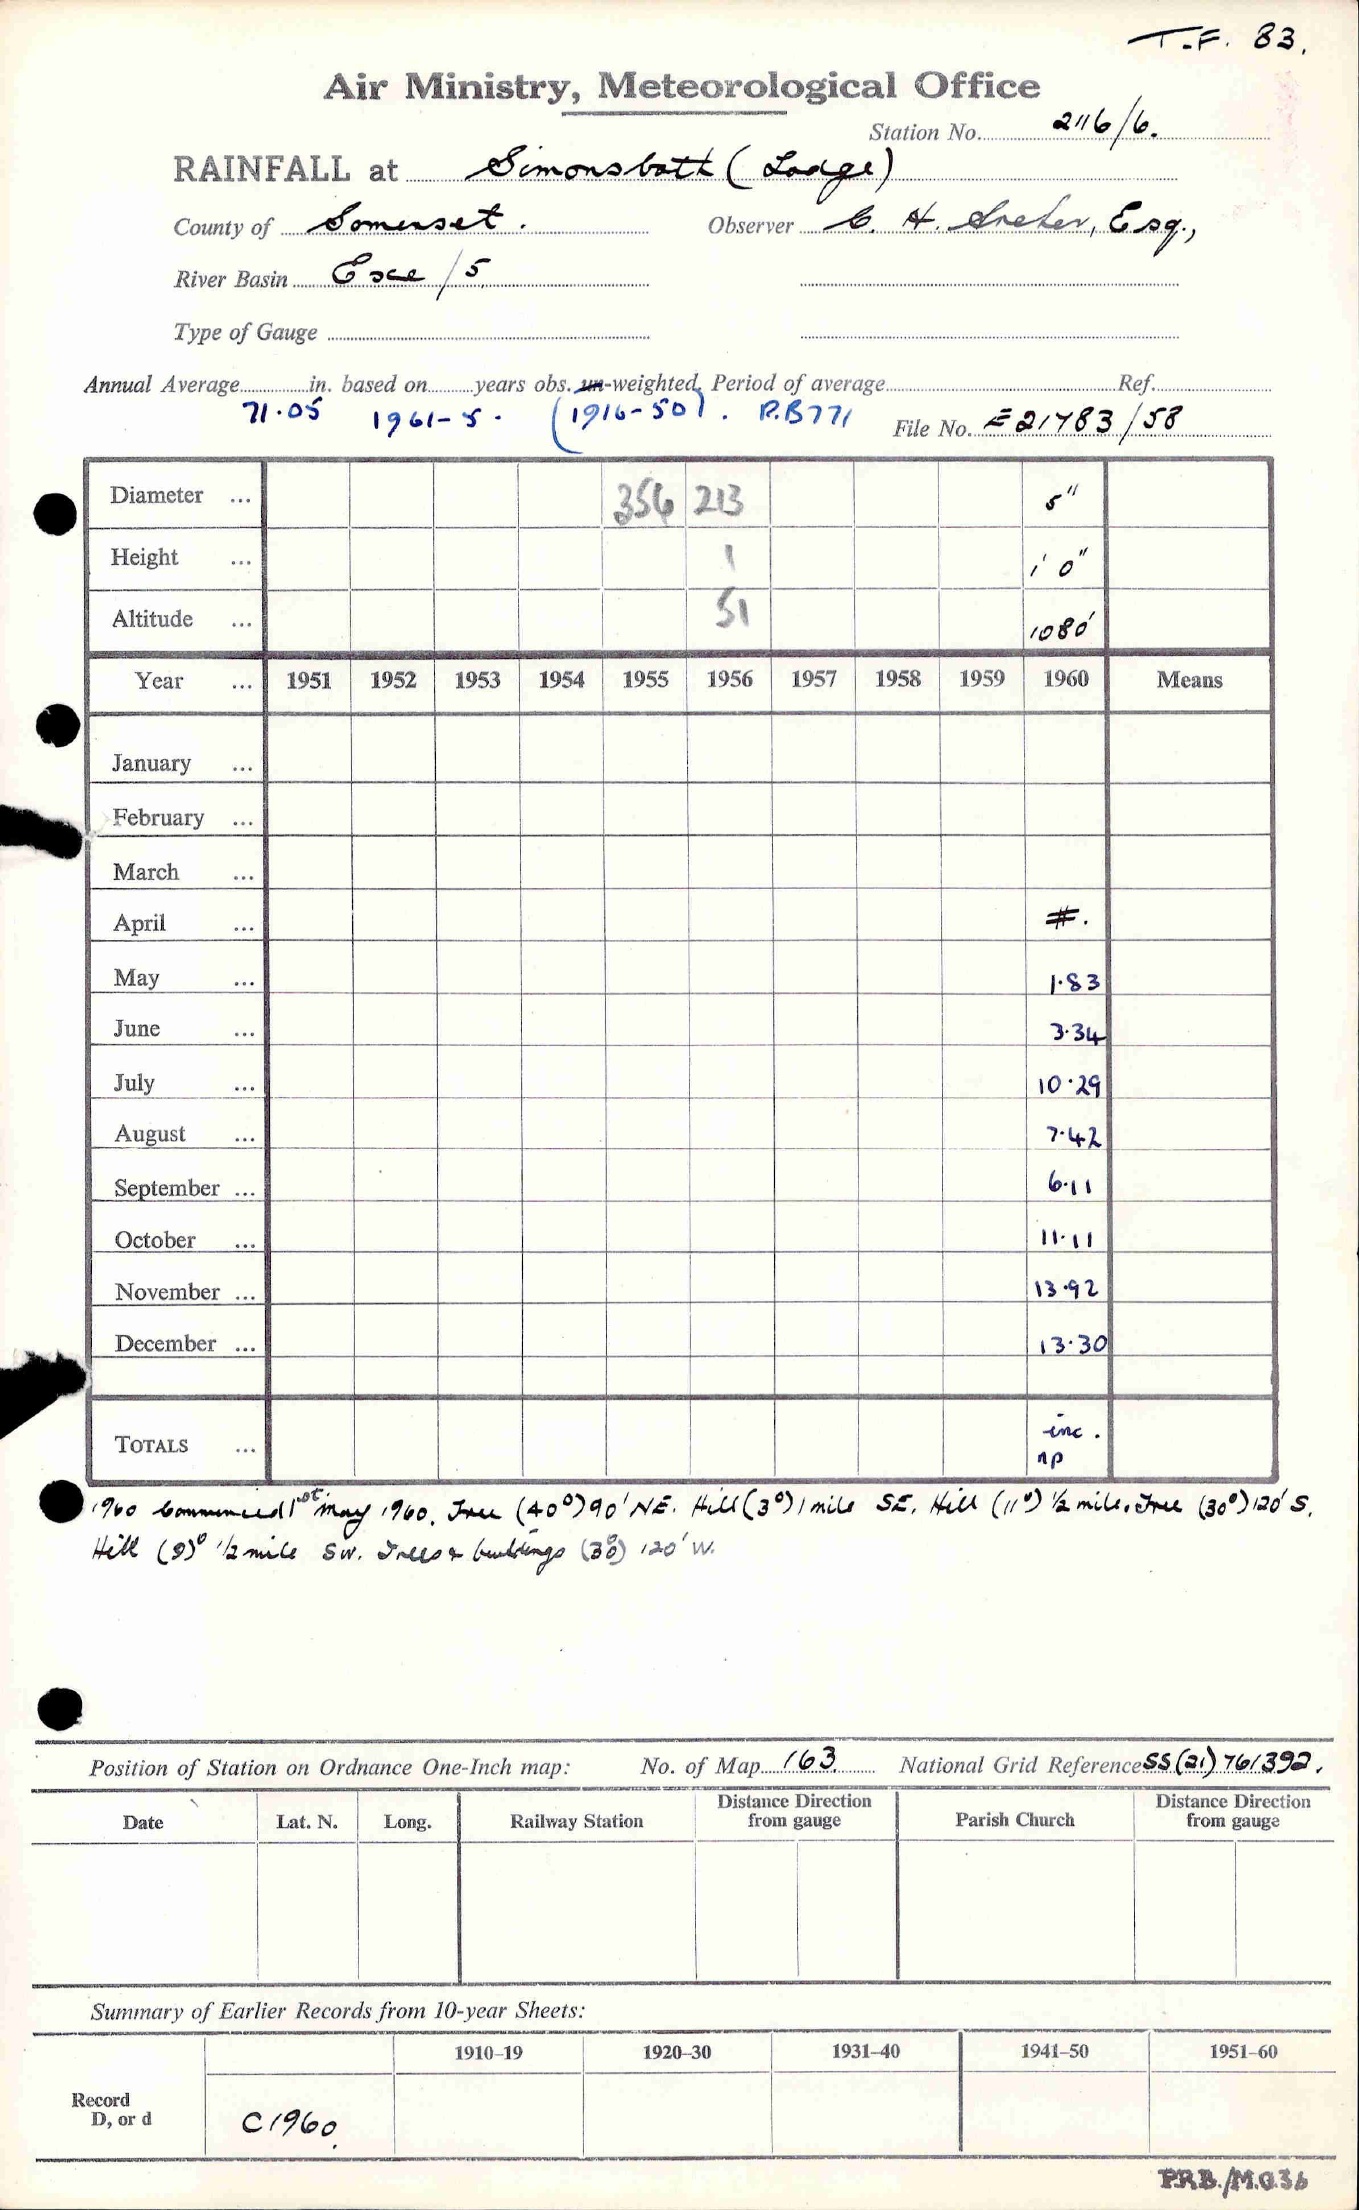 T.F. 83.
Air Ministry, Meteorological Office
Station No. 2116/6.
RAINFALL at Simonsbath (Lodge)
County of Somerset. Observer C. H. Esq.,
River Basin Exe/5.
Type of Gauge
Annual Average in. based on years obs. un-weighted, Period of average Ref.
71.05 1961-5. (1916-50). R.B771 File No. E21783/58
Diameter ... 356 213 5"
Height ... 1 1' 0"
Altitude ... 51 1080'
Year ... 1951 1952 1953 1954 1955 1956 1957 1958 1959 1960 Means
January ...
February ...
March ...
April ... #.
May ... 1.83
June ... 3.34
July ... 10.29
August ... 7.42
September ... 6.11
October ... 11.11
November ... 13.92
December ... 13.30
TOTALS ... inc.
np
1960 Commenced 1st May 1960. Tree (40°) 90' NE. Hill (3°) 1 mile SE. Hill (11°) ½ mile, Tree (30°) 120' S.
Hill (9)° ½ mile SW. Trees & buildings (30°) 120' W.
Position of Station on Ordnance One-Inch map: No. of Map 163 National Grid Reference SS(21)761392.
Date Lat. N. Long. Railway Station Distance Direction from gauge Parish Church Distance Direction from gauge
Summary of Earlier Records from 10-year Sheets:
1910–19 1920–30 1931–40 1941–50 1951–60
Record
D, or d C1960.
P.R.B./M.O.36